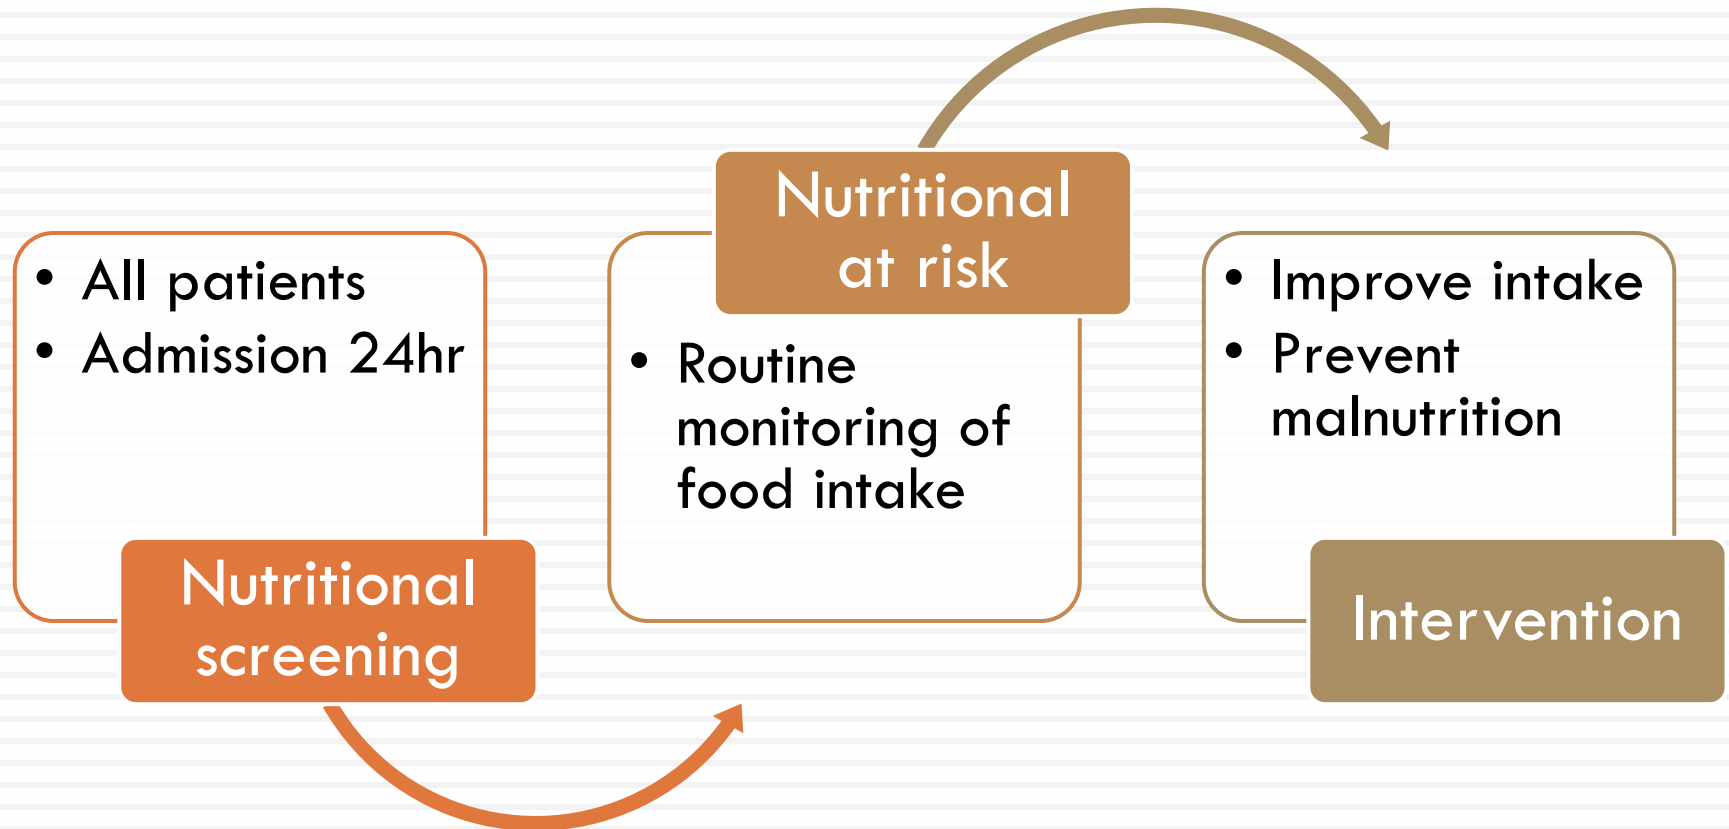 • All patients
• Admission 24hr
Nutritional
screening
Nutritional
at risk
• Routine
monitoring of
food intake
• Improve intake
• Prevent
malnutrition
Intervention